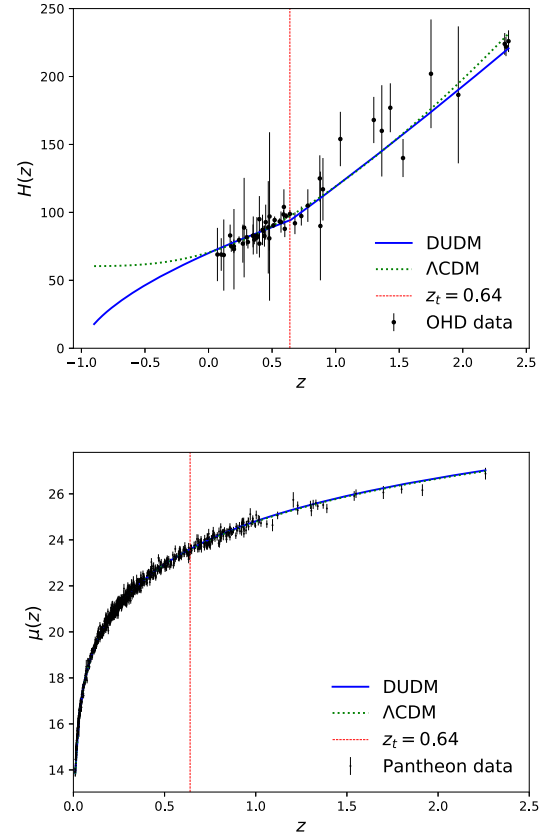 250
200
150
100
50
0
H(z)
DUDM
ΛCDM
z_t = 0.64
OHD data
−1.0 −0.5 0.0 0.5 1.0 1.5 2.0 2.5
z
26
24
22
20
18
16
14
μ(z)
DUDM
ΛCDM
z_t = 0.64
Pantheon data
0.0 0.5 1.0 1.5 2.0 2.5
z